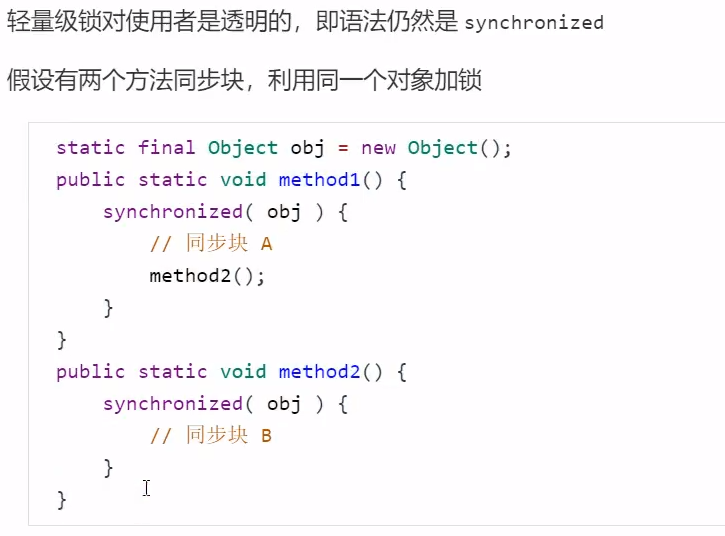 轻量级锁对使用者是透明的，即语法仍然是 synchronized
假设有两个方法同步块，利用同一个对象加锁
static final Object obj = new Object();
public static void method1() {
    synchronized( obj ) {
        // 同步块 A
        method2();
    }
}
public static void method2() {
    synchronized( obj ) {
        // 同步块 B
    }
}